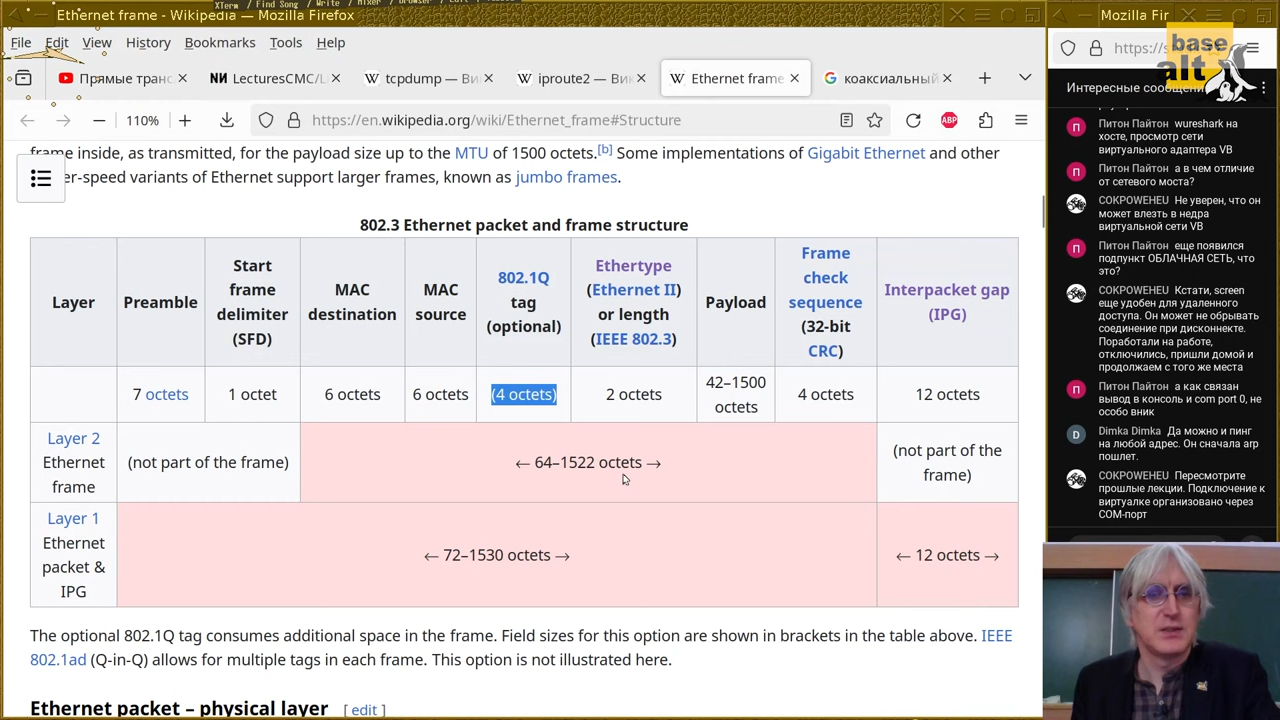 XTerm / Find Song / Write / Mixer /
Ethernet frame - Wikipedia — Mozilla Firefox
File Edit View History Bookmarks Tools Help
Прямые транс
LecturesCMC/L
tcpdump — Ви
iproute2 — Ви
Ethernet frame
коаксиальный
110%
https://en.wikipedia.org/wiki/Ethernet_frame#Structure
ABP
frame inside, as transmitted, for the payload size up to the MTU of 1500 octets.[b] Some implementations of Gigabit Ethernet and other
er-speed variants of Ethernet support larger frames, known as jumbo frames.
802.3 Ethernet packet and frame structure
Layer
Preamble
Start
frame
delimiter
(SFD)
MAC
destination
MAC
source
802.1Q
tag
(optional)
Ethertype
(Ethernet II)
or length
(IEEE 802.3)
Payload
Frame
check
sequence
(32-bit
CRC)
Interpacket gap
(IPG)
7 octets
1 octet
6 octets
6 octets
(4 octets)
2 octets
42–1500
octets
4 octets
12 octets
Layer 2
Ethernet
frame
(not part of the frame)
← 64–1522 octets →
(not part of the
frame)
Layer 1
Ethernet
packet &
IPG
← 72–1530 octets →
← 12 octets →
The optional 802.1Q tag consumes additional space in the frame. Field sizes for this option are shown in brackets in the table above. IEEE
802.1ad (Q-in-Q) allows for multiple tags in each frame. This option is not illustrated here.
Ethernet packet – physical layer [ edit ]
Mozilla Fir
https://s
base
alt
Интересные сообщени
Питон Пайтон wureshark на
хосте, просмотр сети
виртуального адаптера VB
Питон Пайтон а в чем отличие
от сетевого моста?
COKPOWEHEU Не уверен, что он
может влезть в недра
виртуальной сети VB
Питон Пайтон еще появился
подпункт ОБЛАЧНАЯ СЕТЬ, что
это?
COKPOWEHEU Кстати, screen
еще удобен для удаленного
доступа. Он может не обрывать
соединение при дисконнекте.
Поработали на работе,
отключились, пришли домой и
продолжаем с того же места
Питон Пайтон а как связан
вывод в консоль и com port 0, не
особо вник
Dimka Dimka Да можно и пинг
на любой адрес. Он сначала arp
пошлет.
COKPOWEHEU Пересмотрите
прошлые лекции. Подключение к
виртуалке организовано через
COM-порт